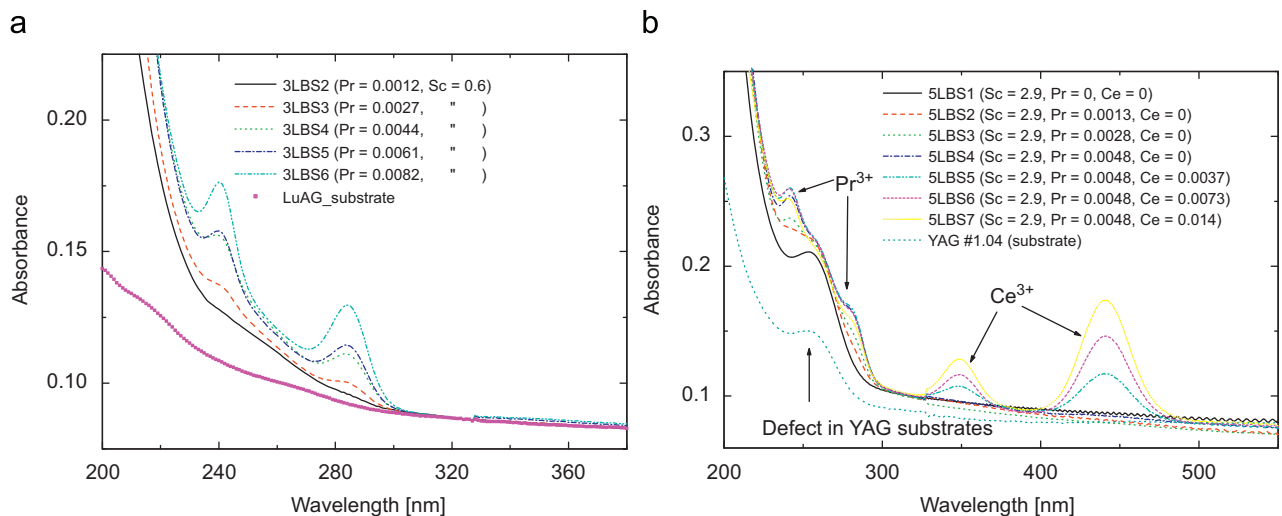 a
0.20
0.15
0.10
Absorbance
200 240 280 320 360
Wavelength [nm]
3LBS2 (Pr = 0.0012, Sc = 0.6)
3LBS3 (Pr = 0.0027, " )
3LBS4 (Pr = 0.0044, " )
3LBS5 (Pr = 0.0061, " )
3LBS6 (Pr = 0.0082, " )
LuAG_substrate
b
0.3
0.2
0.1
Absorbance
200 300 400 500
Wavelength [nm]
5LBS1 (Sc = 2.9, Pr = 0, Ce = 0)
5LBS2 (Sc = 2.9, Pr = 0.0013, Ce = 0)
5LBS3 (Sc = 2.9, Pr = 0.0028, Ce = 0)
5LBS4 (Sc = 2.9, Pr = 0.0048, Ce = 0)
5LBS5 (Sc = 2.9, Pr = 0.0048, Ce = 0.0037)
5LBS6 (Sc = 2.9, Pr = 0.0048, Ce = 0.0073)
5LBS7 (Sc = 2.9, Pr = 0.0048, Ce = 0.014)
YAG #1.04 (substrate)
Pr³⁺
Ce³⁺
Defect in YAG substrates